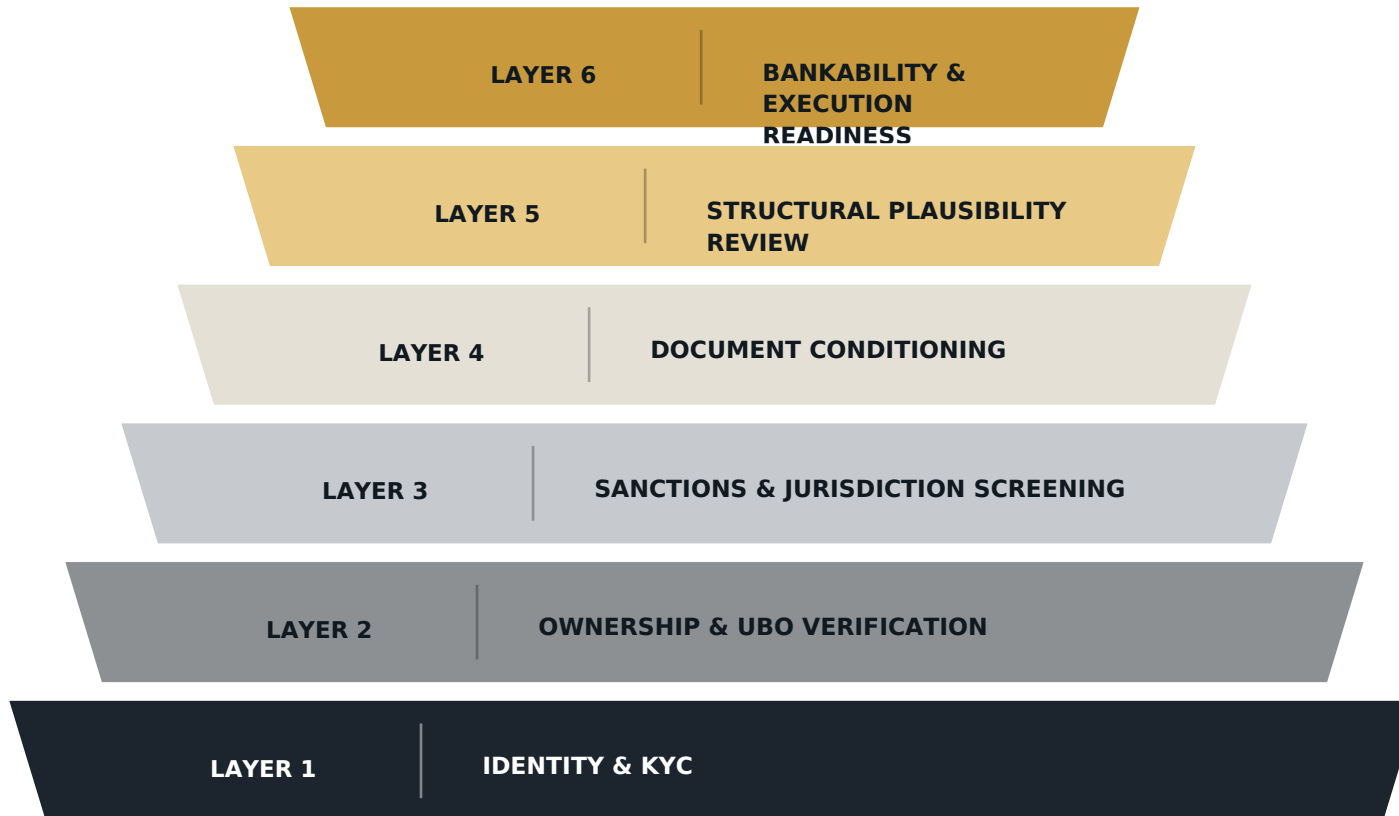 LAYER 6
BANKABILITY &
EXECUTION
READINESS
LAYER 5
STRUCTURAL PLAUSIBILITY
REVIEW
LAYER 4
DOCUMENT CONDITIONING
LAYER 3
SANCTIONS & JURISDICTION SCREENING
LAYER 2
OWNERSHIP & UBO VERIFICATION
LAYER 1
IDENTITY & KYC